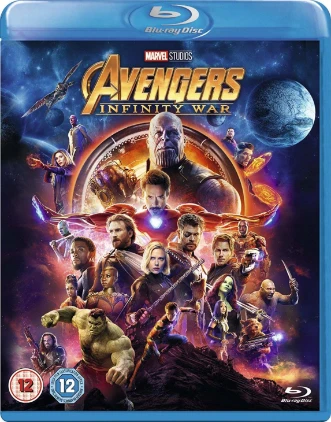 Blu-ray Disc
MARVEL STUDIOS
AVENGERS
INFINITY WAR
12
12
Blu-ray Disc